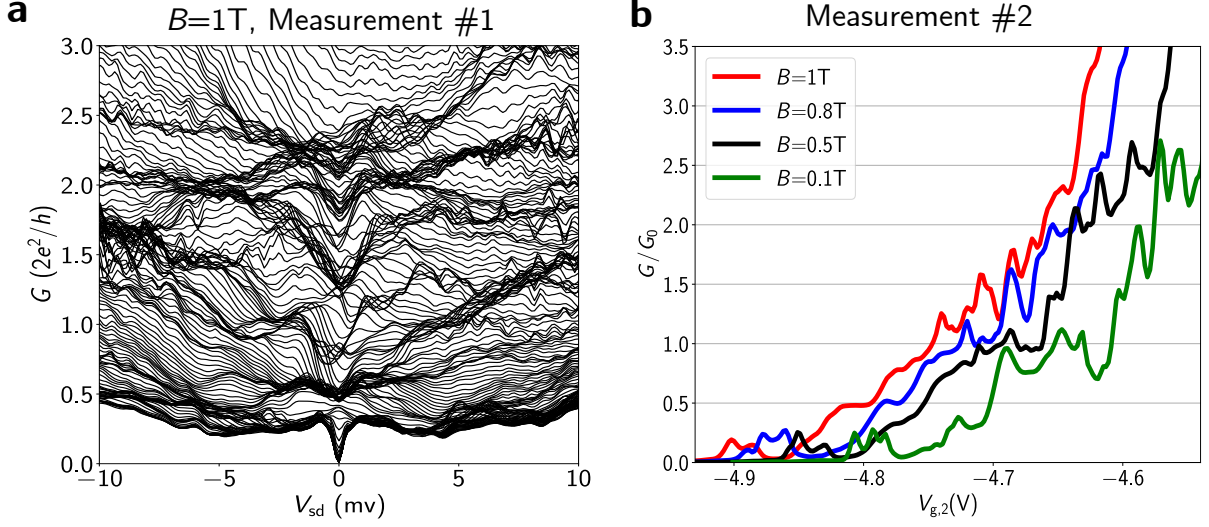 a
B=1T, Measurement #1
3.0
2.5
2.0
1.5
1.0
0.5
0.0
G (2e²/h)
−10
−5
0
5
10
Vsd (mv)
b
Measurement #2
3.5
3.0
2.5
2.0
1.5
1.0
0.5
0.0
G/G₀
B=1T
B=0.8T
B=0.5T
B=0.1T
−4.9
−4.8
−4.7
−4.6
Vg,2(V)